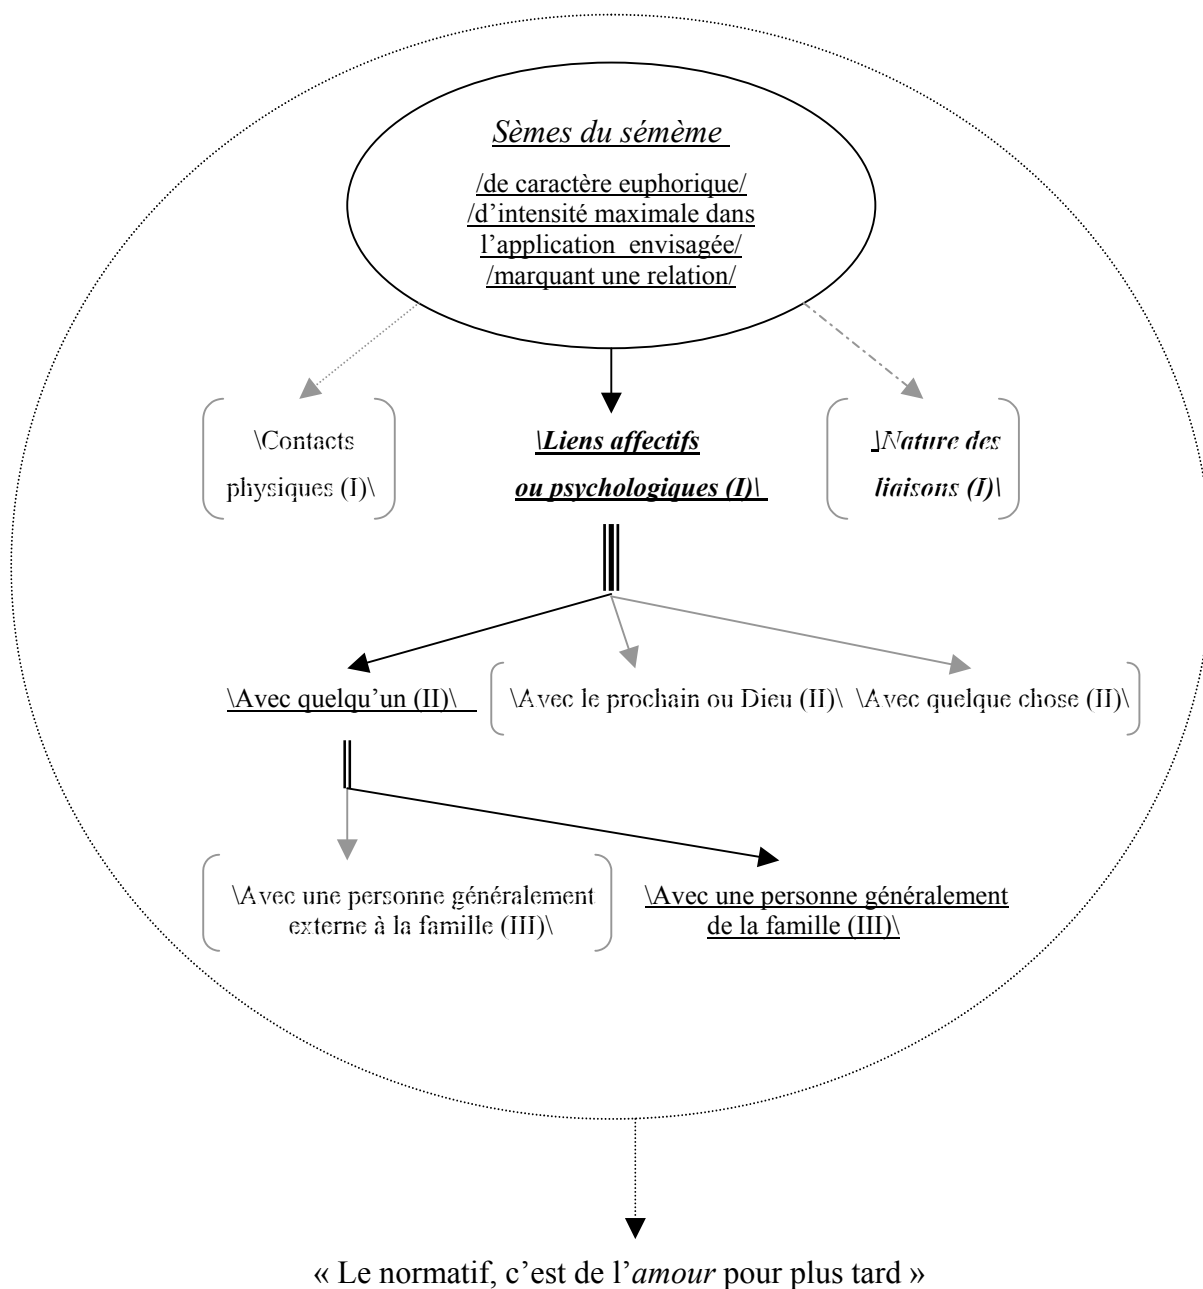 Sèmes du sémème
/de caractère euphorique/
/d’intensité maximale dans
l’application envisagée/
/marquant une relation/
\Contacts
physiques (I)\
\Liens affectifs
ou psychologiques (I)\
\Nature des
liaisons (I)\
\Avec quelqu’un (II)\
\Avec le prochain ou Dieu (II)\ \Avec quelque chose (II)\
\Avec une personne généralement
externe à la famille (III)\
\Avec une personne généralement
de la famille (III)\
« Le normatif, c’est de l’amour pour plus tard »